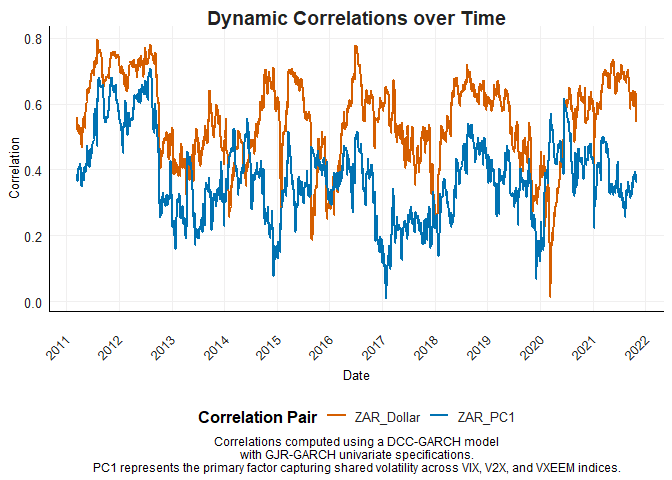 Dynamic Correlations over Time
Correlation
0.8
0.6
0.4
0.2
0.0
2011 2012 2013 2014 2015 2016 2017 2018 2019 2020 2021 2022
Date
Correlation Pair ZAR_Dollar ZAR_PC1
Correlations computed using a DCC-GARCH model
with GJR-GARCH univariate specifications.
PC1 represents the primary factor capturing shared volatility across VIX, V2X, and VXEEM indices.